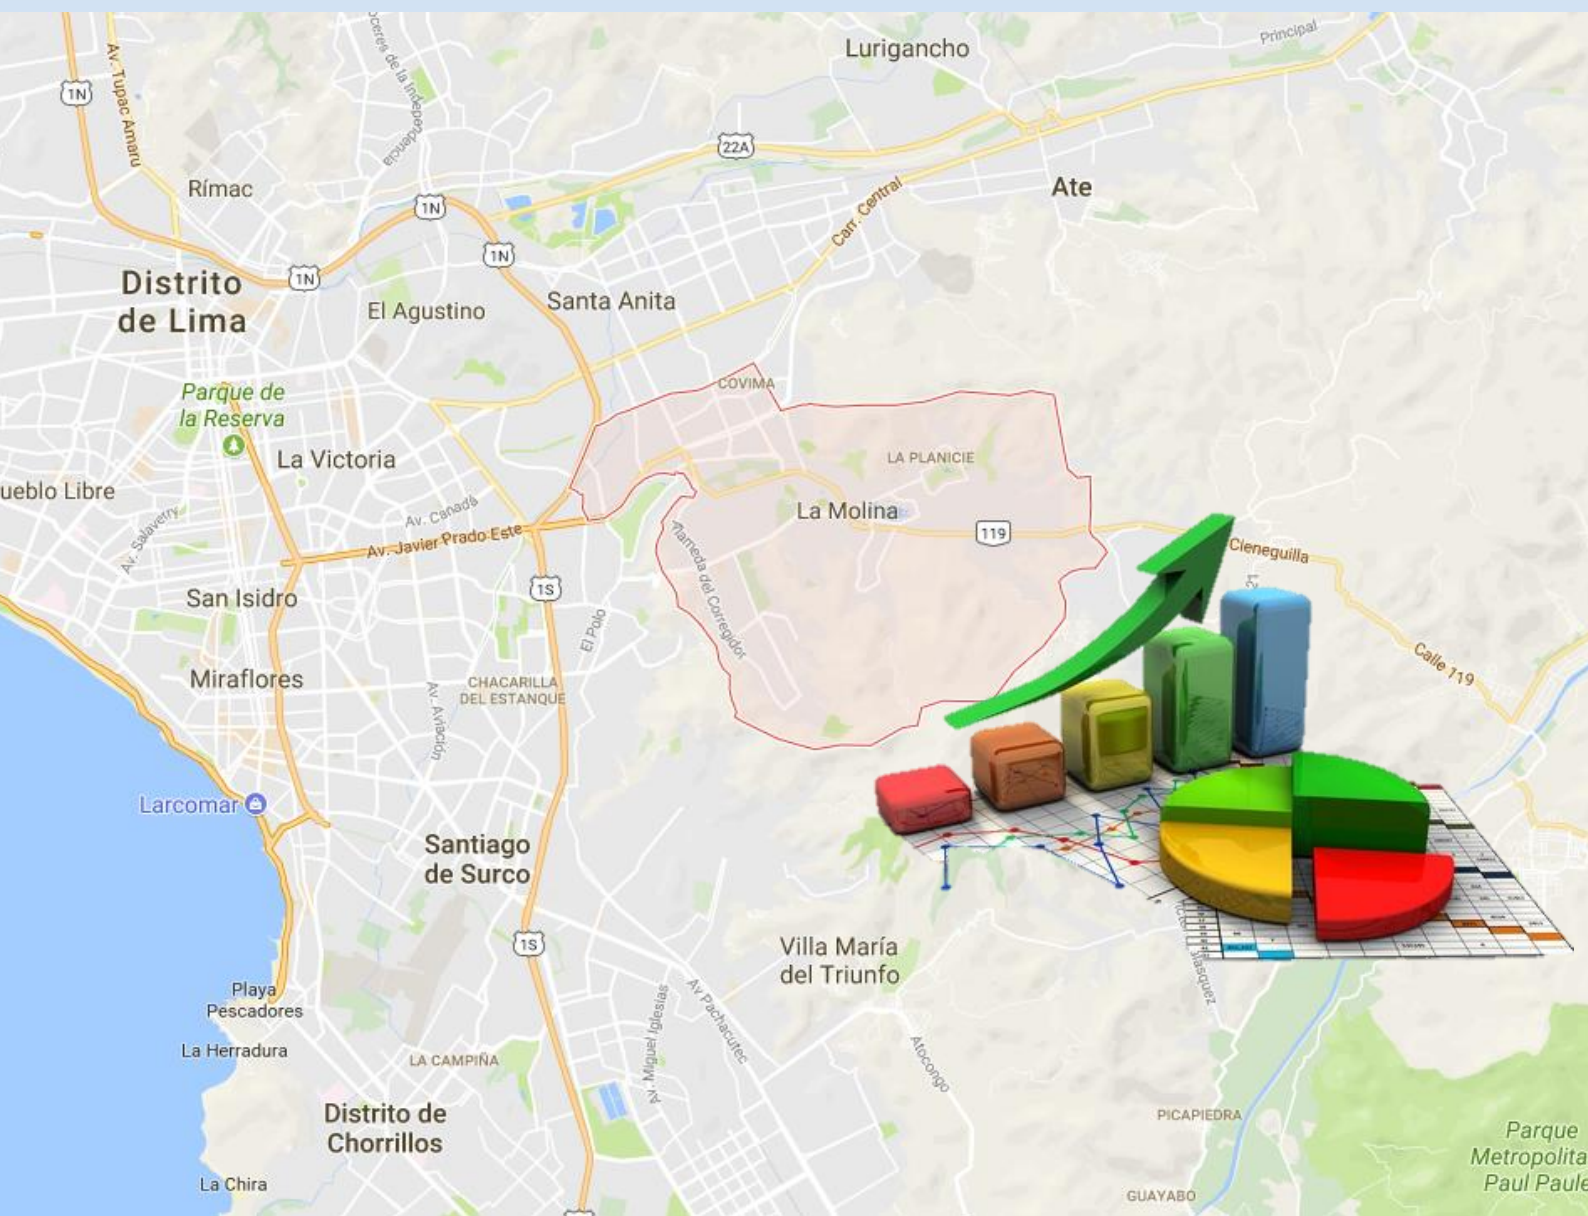 Lurigancho
Principal
1N
Av. Tupac Amaru
22A
Rímac
Ate
1N
Carr. Central
1N
1N
Distrito
de Lima
El Agustino
Santa Anita
COVIMA
Parque de
la Reserva
La Victoria
LA PLANICIE
ueblo Libre
Av. Salaverry
Av. Canadá
La Molina
Av. Javier Prado Este
119
Cieneguilla
21
1S
San Isidro
El Polo
Alameda del Corregidor
Miraflores
CHACARILLA
DEL ESTANQUE
Av. Aviación
Calle 119
Larcomar
Santiago
de Surco
1S
Villa María
del Triunfo
Playa
Pescadores
La Herradura
Av. Miguel Iglesias
Av Pachacutec
Atocongo
LA CAMPIÑA
Distrito de
Chorrillos
PICAPIEDRA
Parque
Metropolita
Paul Paule
La Chira
GUAYABO